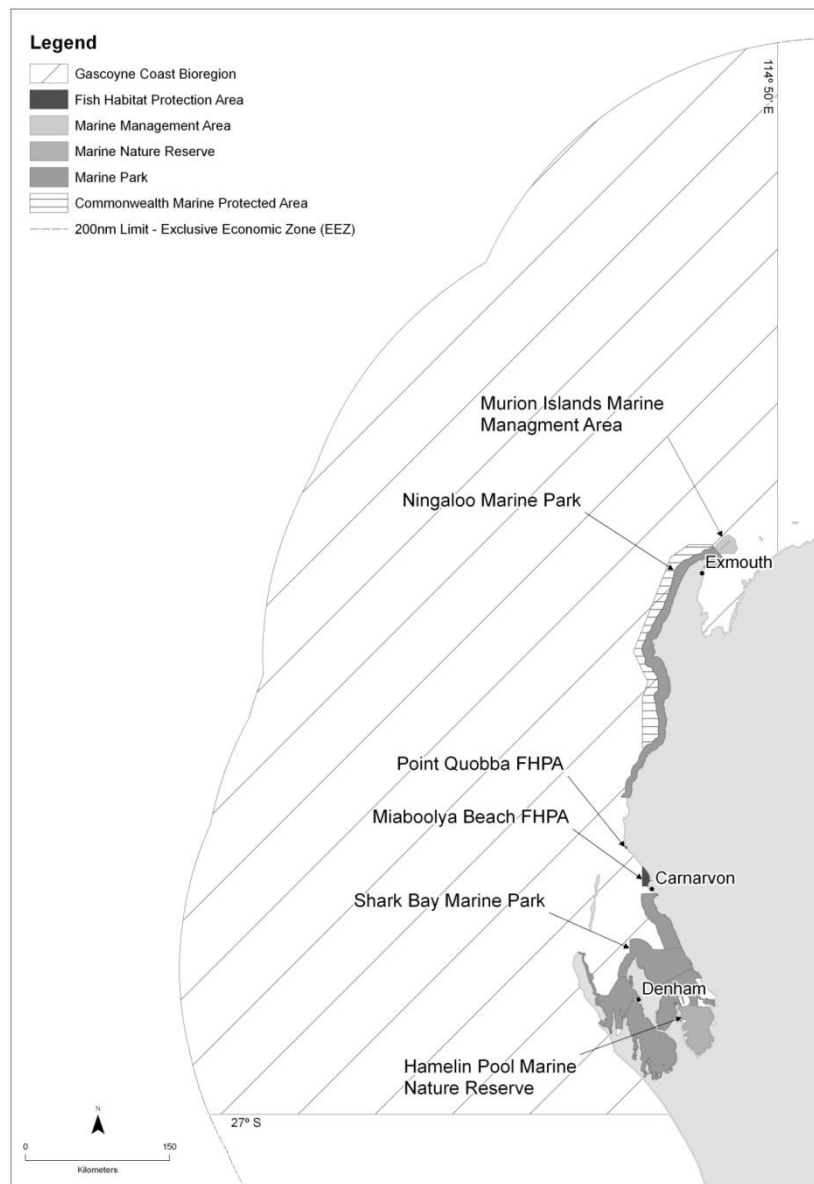 Legend
Gascoyne Coast Bioregion
Fish Habitat Protection Area
Marine Management Area
Marine Nature Reserve
Marine Park
Commonwealth Marine Protected Area
200nm Limit - Exclusive Economic Zone (EEZ)
114º 50' E
Murion Islands Marine
Managment Area
Ningaloo Marine Park
Exmouth
Point Quobba FHPA
Miaboolya Beach FHPA
Carnarvon
Shark Bay Marine Park
Denham
Hamelin Pool Marine
Nature Reserve
27º S
N
0 150
Kilometers